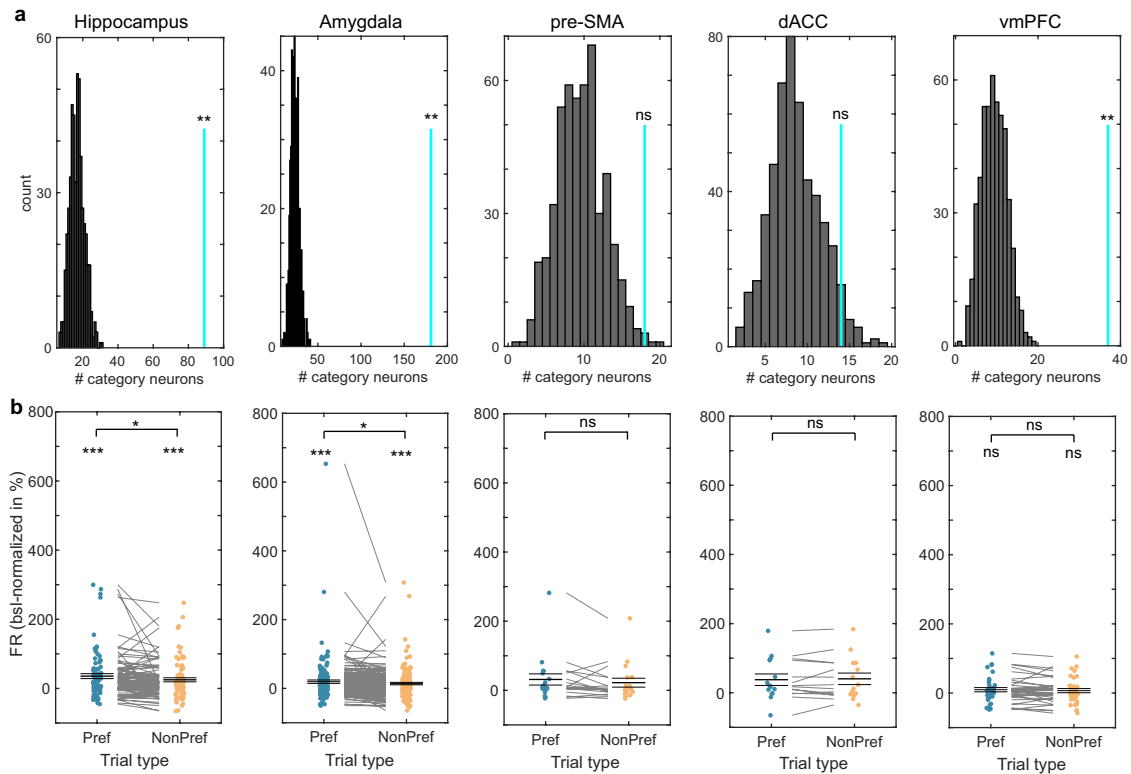 a
Hippocampus
Amygdala
pre-SMA
dACC
vmPFC
60
30
0
count
**
20 40 60 80 100
# category neurons
40
20
0
**
50 100 150 200
# category neurons
60
30
0
ns
0 10 20
# category neurons
80
40
0
ns
5 10 15 20
# category neurons
60
30
0
**
0 20 40
# category neurons
b
800
600
400
200
0
FR (bsl-normalized in %)
*
*** ***
Pref NonPref
Trial type
800
600
400
200
0
*
*** ***
Pref NonPref
Trial type
800
600
400
200
0
ns
Pref NonPref
Trial type
800
600
400
200
0
ns
Pref NonPref
Trial type
800
600
400
200
0
ns
ns ns
Pref NonPref
Trial type